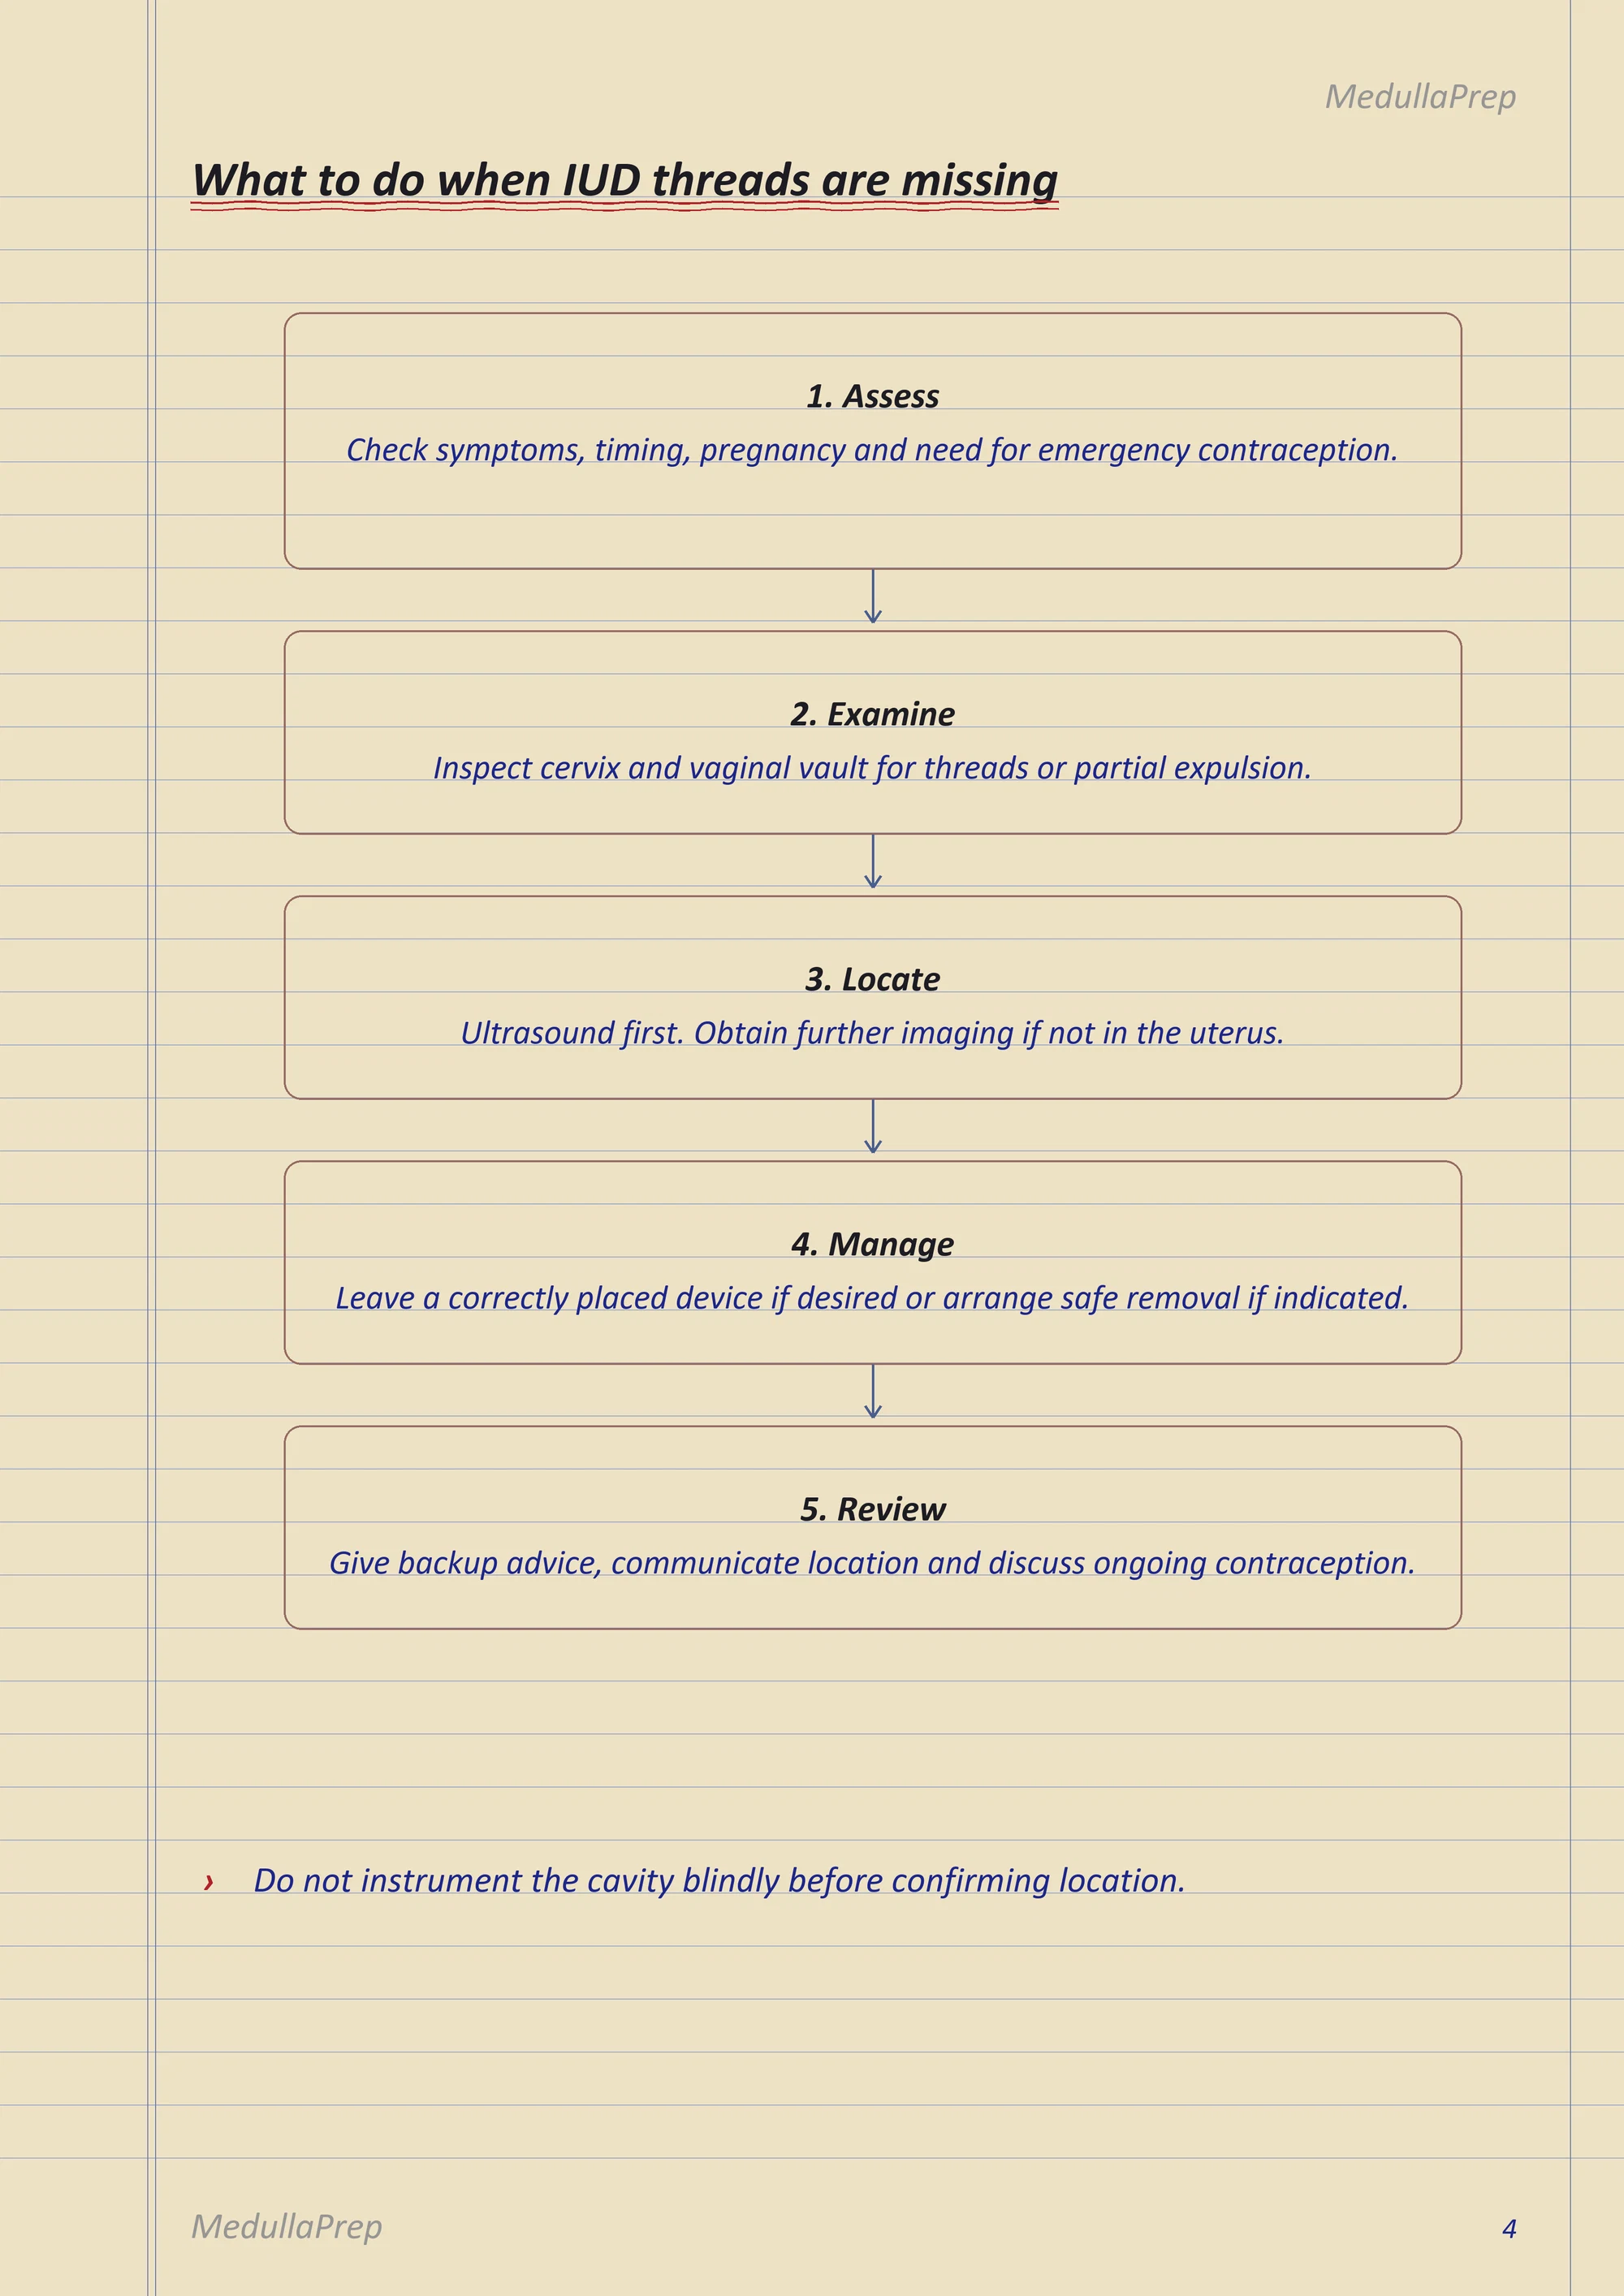 MedullaPrep
What to do when IUD threads are missing
1. Assess
Check symptoms, timing, pregnancy and need for emergency contraception.
2. Examine
Inspect cervix and vaginal vault for threads or partial expulsion.
3. Locate
Ultrasound first. Obtain further imaging if not in the uterus.
4. Manage
Leave a correctly placed device if desired or arrange safe removal if indicated.
5. Review
Give backup advice, communicate location and discuss ongoing contraception.
› Do not instrument the cavity blindly before confirming location.
MedullaPrep
4